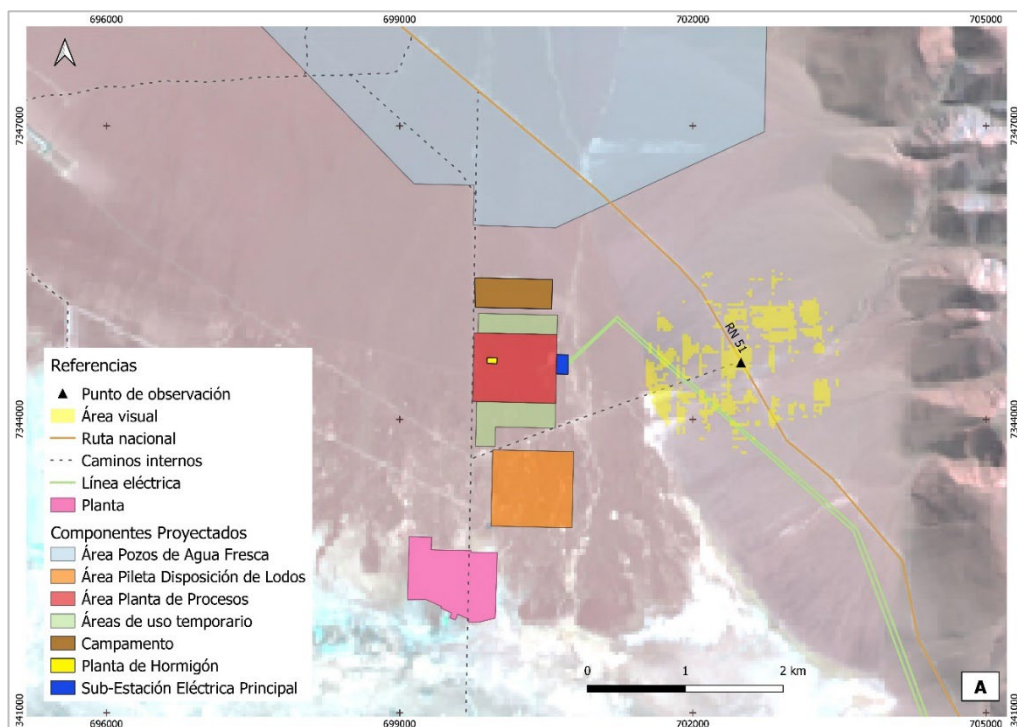 696000
699000
702000
705000
7347000
7347000
RN 51
7344000
7344000
Referencias
Punto de observación
Área visual
Ruta nacional
Caminos internos
Línea eléctrica
Planta
Componentes Proyectados
Área Pozos de Agua Fresca
Área Pileta Disposición de Lodos
Área Planta de Procesos
Áreas de uso temporario
Campamento
Planta de Hormigón
Sub-Estación Eléctrica Principal
0 1 2 km
A
7341000
7341000
696000
699000
702000
705000